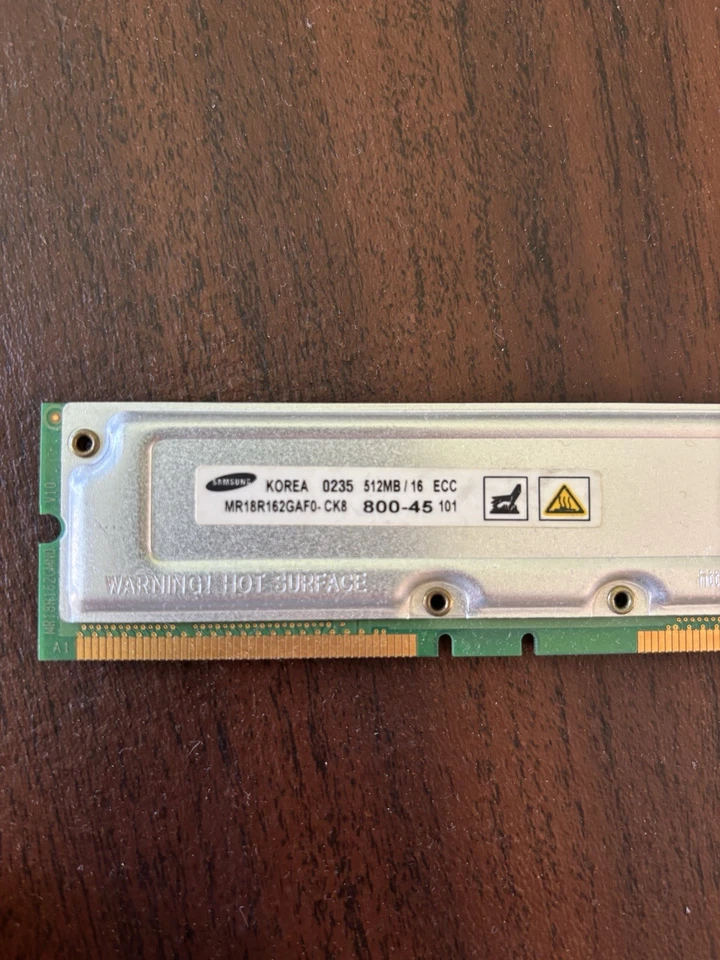 SAMSUNG KOREA 0235 512MB/16 ECC
MR18R162GAF0-CK8 800-45 101
WARNING! HOT SURFACE
A1